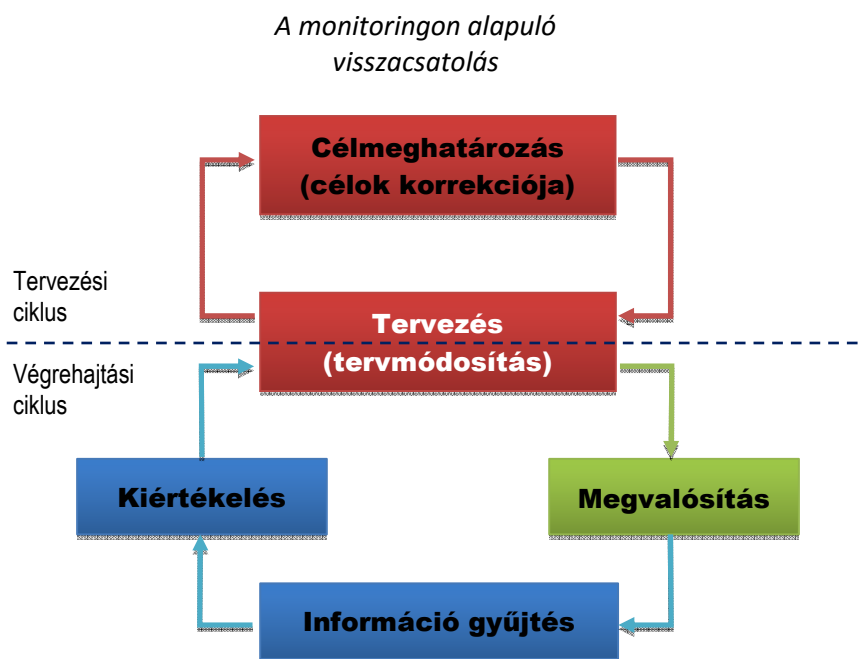 A monitoringon alapuló
visszacsatolás
Célmeghatározás
(célok korrekciója)
Tervezési
ciklus
Tervezés
(tervmódosítás)
Végrehajtási
ciklus
Kiértékelés
Megvalósítás
Információ gyűjtés